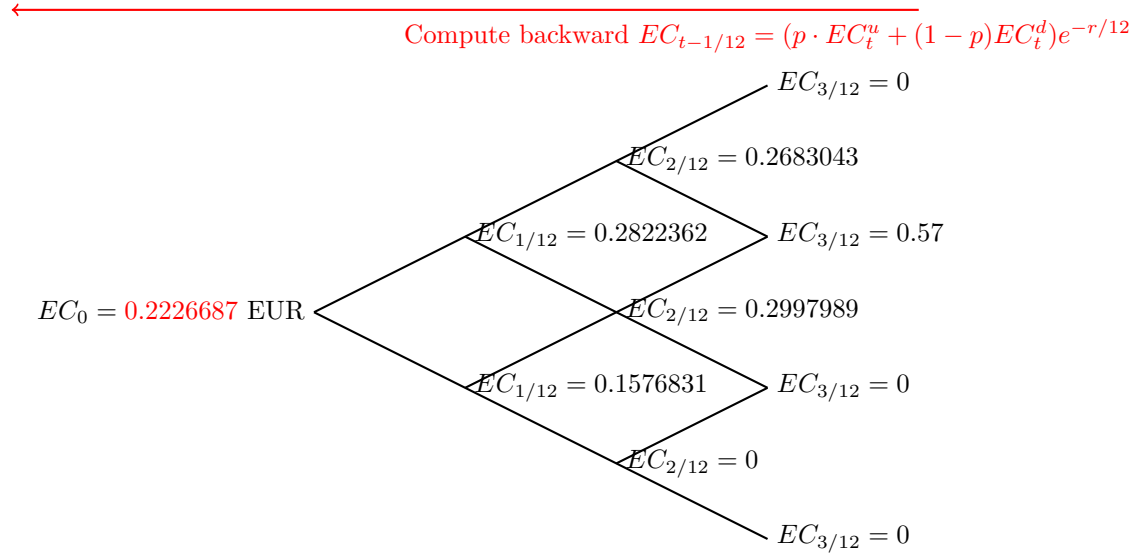 Compute backward $EC_{t-1/12} = (p \cdot EC_t^u + (1-p)EC_t^d)e^{-r/12}$
$EC_{3/12} = 0$
$EC_{2/12} = 0.2683043$
$EC_{1/12} = 0.2822362$
$EC_{3/12} = 0.57$
$EC_0 = 0.2226687$ EUR
$EC_{2/12} = 0.2997989$
$EC_{1/12} = 0.1576831$
$EC_{3/12} = 0$
$EC_{2/12} = 0$
$EC_{3/12} = 0$